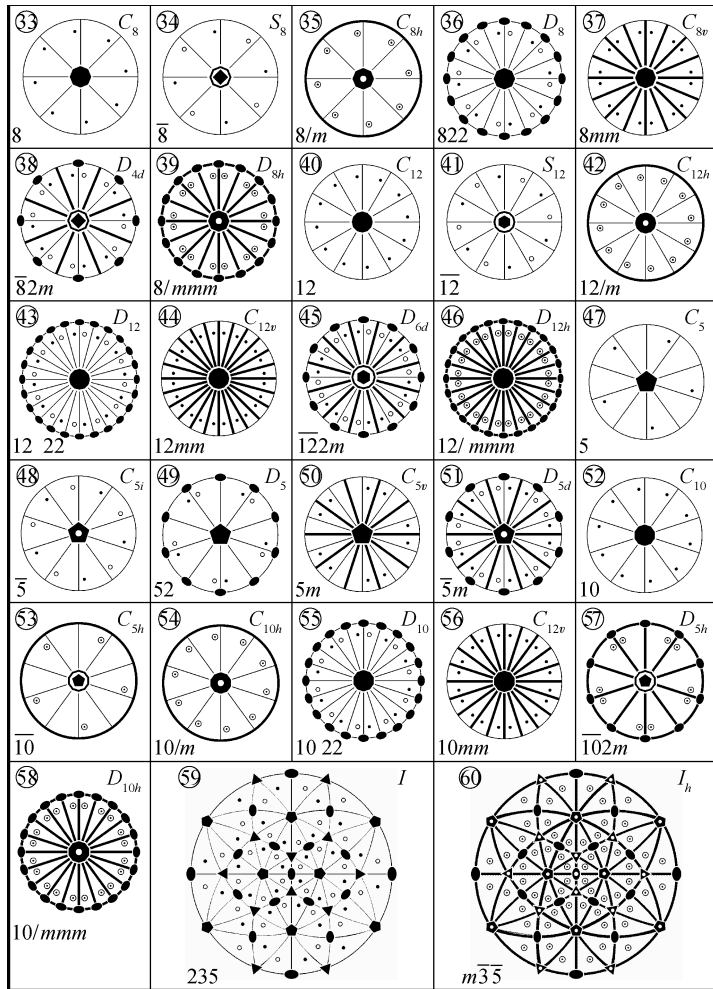 33 C8 34 S8 35 C8h 36 D8 37 C8v
8 8̅ 8/m 822 8mm
38 D4d 39 D8h 40 C12 41 S12 42 C12h
8̅2m 8/mmm 12 1̅2̅ 12/m
43 D12 44 C12v 45 D6d 46 D12h 47 C5
12 22 12mm 1̅2̅2m 12/ mmm 5
48 C5i 49 D5 50 C5v 51 D5d 52 C10
5̅ 52 5m 5̅m 10
53 C5h 54 C10h 55 D10 56 C12v 57 D5h
1̅0̅ 10/m 10 22 10mm 1̅0̅2m
58 D10h 59 I 60 Ih
10/mmm 235 m3̅5̅